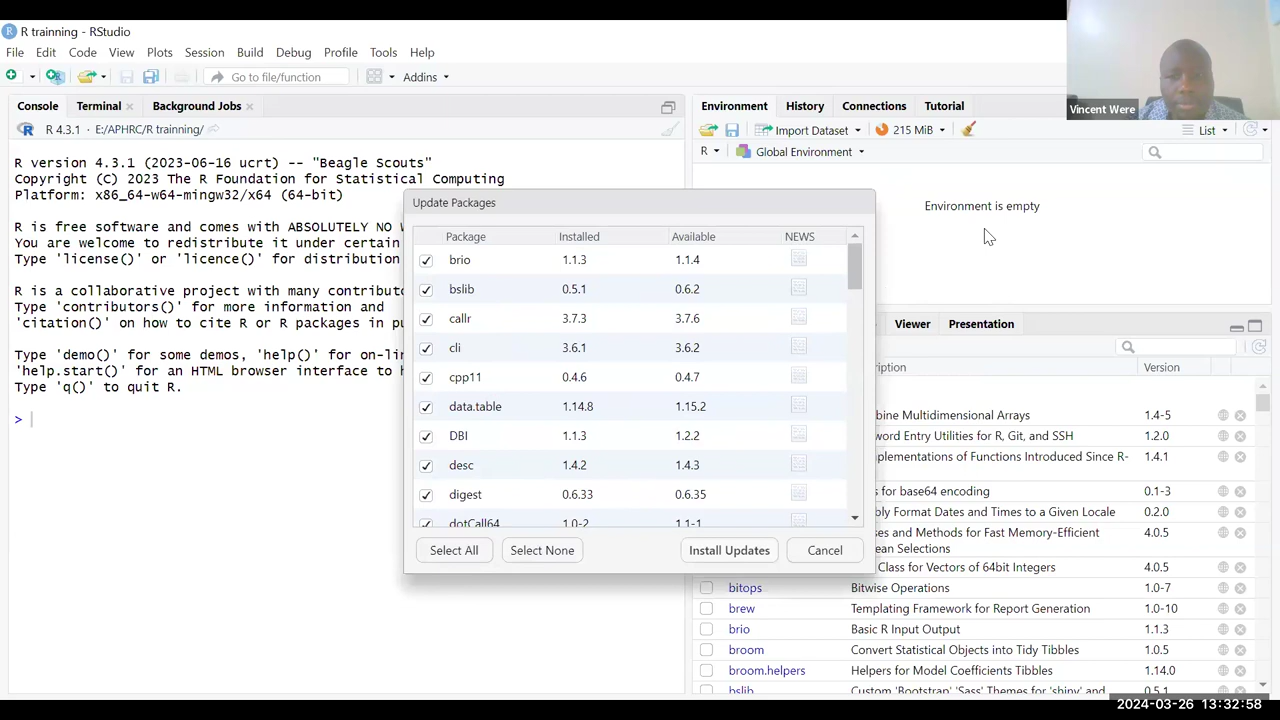 R trainning - RStudio
File Edit Code View Plots Session Build Debug Profile Tools Help
Go to file/function Addins
Console Terminal Background Jobs
R 4.3.1 · E:/APHRC/R trainning/
R version 4.3.1 (2023-06-16 ucrt) -- "Beagle Scouts"
Copyright (C) 2023 The R Foundation for Statistical Computing
Platform: x86_64-w64-mingw32/x64 (64-bit)
R is free software and comes with ABSOLUTELY NO W
You are welcome to redistribute it under certain
Type 'license()' or 'licence()' for distribution
R is a collaborative project with many contributo
Type 'contributors()' for more information and
'citation()' on how to cite R or R packages in pu
Type 'demo()' for some demos, 'help()' for on-li
'help.start()' for an HTML browser interface to h
Type 'q()' to quit R.
>
Update Packages
Package Installed Available NEWS
brio 1.1.3 1.1.4
bslib 0.5.1 0.6.2
callr 3.7.3 3.7.6
cli 3.6.1 3.6.2
cpp11 0.4.6 0.4.7
data.table 1.14.8 1.15.2
DBI 1.1.3 1.2.2
desc 1.4.2 1.4.3
digest 0.6.33 0.6.35
dotCall64 1.0-2 1.1-1
Select All Select None Install Updates Cancel
Vincent Were
Environment History Connections Tutorial
Import Dataset 215 MiB List
R Global Environment
Environment is empty
Viewer Presentation
ription Version
bine Multidimensional Arrays 1.4-5
word Entry Utilities for R, Git, and SSH 1.2.0
mplementations of Functions Introduced Since R- 1.4.1
s for base64 encoding 0.1-3
bly Format Dates and Times to a Given Locale 0.2.0
ses and Methods for Fast Memory-Efficient 4.0.5
ean Selections
Class for Vectors of 64bit Integers 4.0.5
bitops Bitwise Operations 1.0-7
brew Templating Framework for Report Generation 1.0-10
brio Basic R Input Output 1.1.3
broom Convert Statistical Objects into Tidy Tibbles 1.0.5
broom.helpers Helpers for Model Coefficients Tibbles 1.14.0
bslib Custom 'Bootstrap' 'Sass' Themes for 'shiny' and 0.5.1
2024-03-26 13:32:58